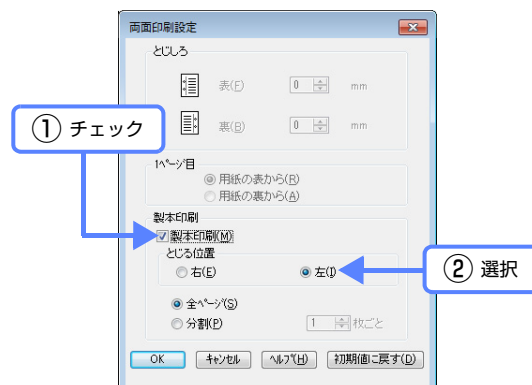 両面印刷設定
とじしろ
表(F) 0 mm
裏(B) 0 mm
① チェック
1ページ目
用紙の表から(R)
用紙の裏から(A)
製本印刷
製本印刷(M)
とじる位置
右(E) 左(I)
② 選択
全ページ(S)
分割(P) 1 枚ごと
OK キャンセル ヘルプ(H) 初期値に戻す(D)